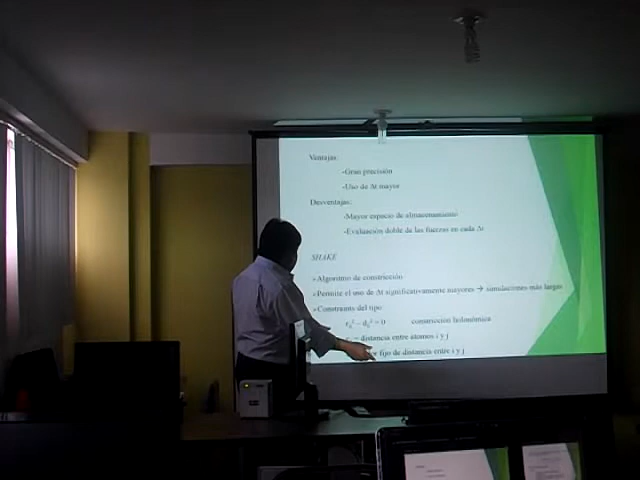 Ventajas:
-Gran precisión
-Uso de Δt mayor
Desventajas:
-Mayor espacio de almacenamiento
-Evaluación doble de las fuerzas en cada Δt
SHAKE
-Algoritmo de constricción
-Permite el uso de Δt significativamente mayores → simulaciones más largas
-Constraints del tipo
= 0 constricción holonómica
= distancia entre átomos i y j
fijo de distancia entre i y j